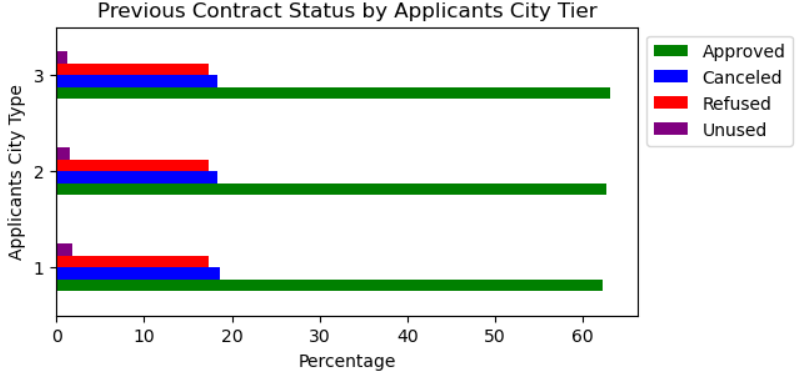 Previous Contract Status by Applicants City Tier
Approved
Canceled
Refused
Unused
Applicants City Type
3
2
1
0 10 20 30 40 50 60
Percentage